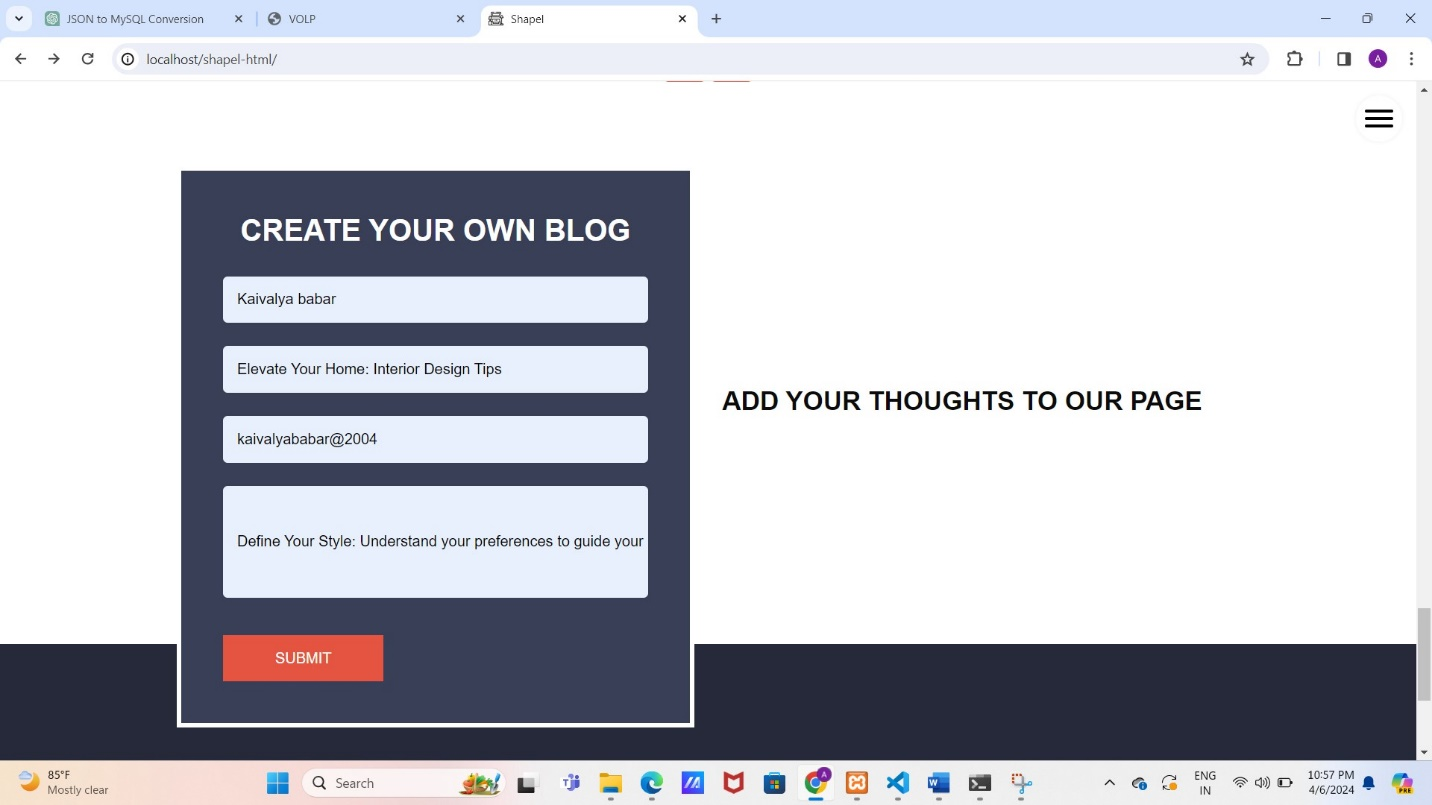 JSON to MySQL Conversion
VOLP
Shapel
localhost/shapel-html/
A
CREATE YOUR OWN BLOG
Kaivalya babar
Elevate Your Home: Interior Design Tips
kaivalyababar@2004
Define Your Style: Understand your preferences to guide your
SUBMIT
ADD YOUR THOUGHTS TO OUR PAGE
85°F
Mostly clear
Search
A
ENG
IN
10:57 PM
4/6/2024
PRE